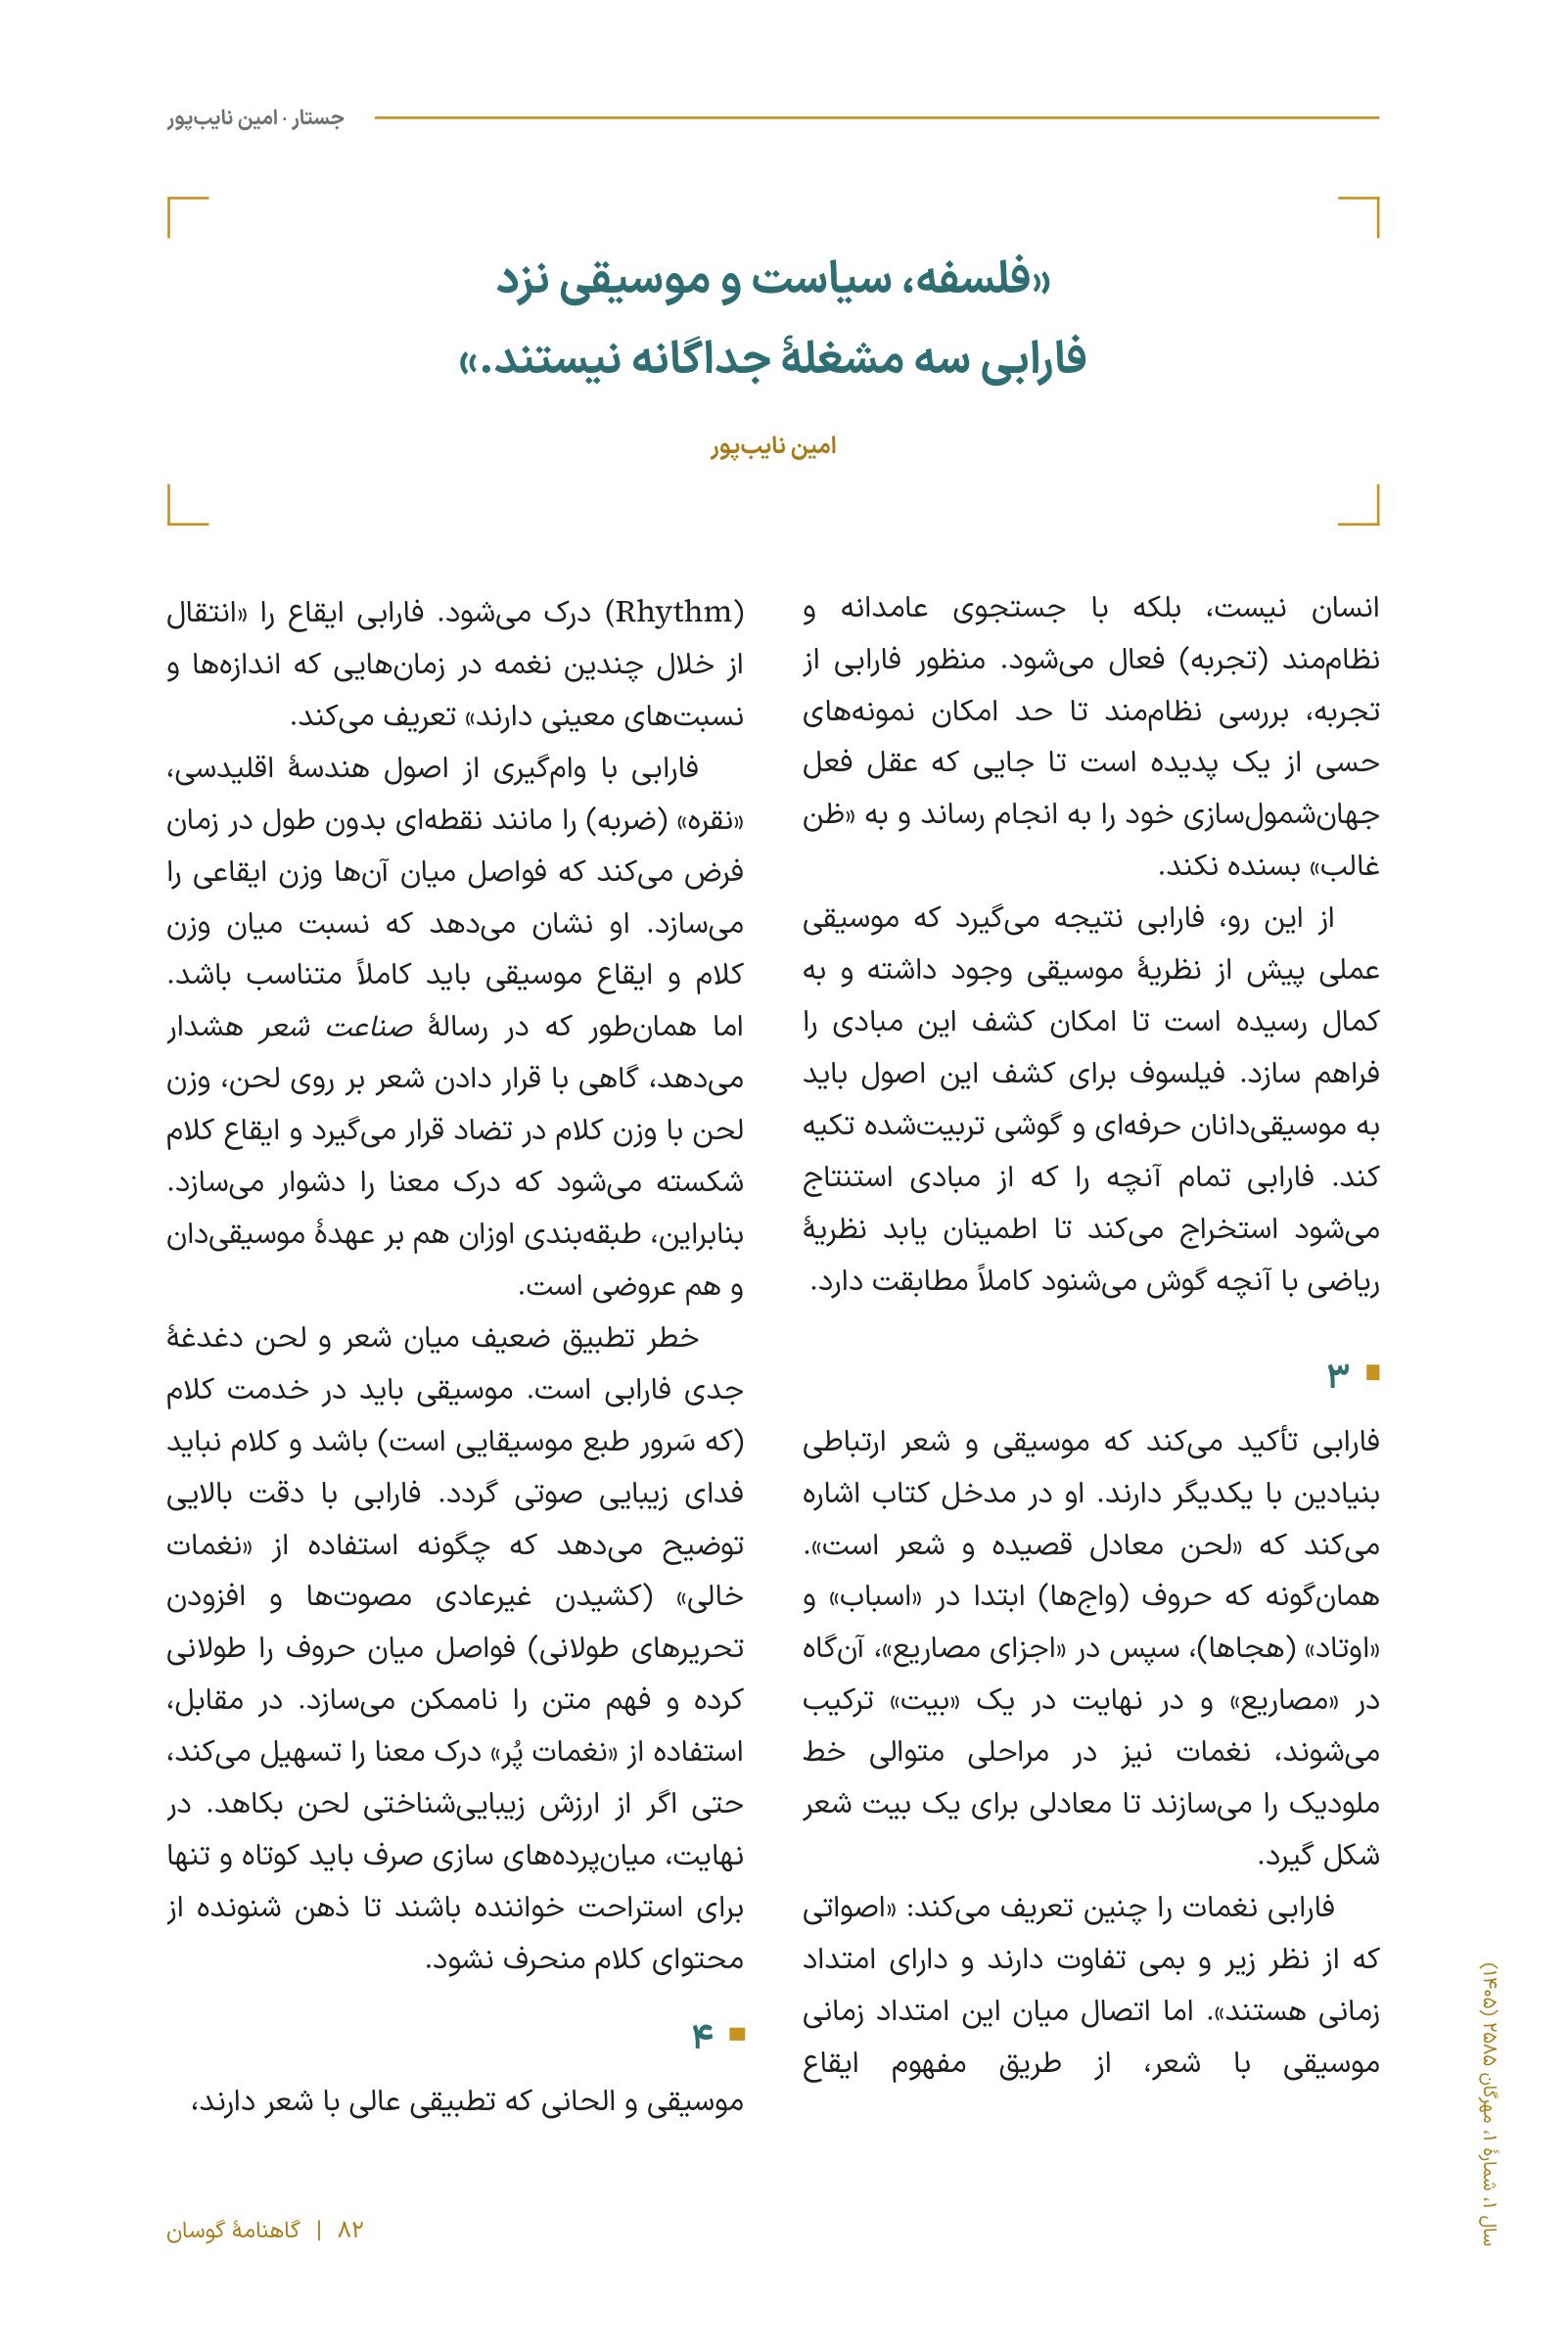 جستار · امین نایب‌پور
«فلسفه، سیاست و موسیقی نزد
فارابی سه مشغلهٔ جداگانه نیستند.»
امین نایب‌پور
انسان نیست، بلکه با جستجوی عامدانه و
نظام‌مند (تجربه) فعال می‌شود. منظور فارابی از
تجربه، بررسی نظام‌مند تا حد امکان نمونه‌های
حسی از یک پدیده است تا جایی که عقل فعل
جهان‌شمول‌سازی خود را به انجام رساند و به «ظن
غالب» بسنده نکند.
از این رو، فارابی نتیجه می‌گیرد که موسیقی
عملی پیش از نظریهٔ موسیقی وجود داشته و به
کمال رسیده است تا امکان کشف این مبادی را
فراهم سازد. فیلسوف برای کشف این اصول باید
به موسیقی‌دانان حرفه‌ای و گوشی تربیت‌شده تکیه
کند. فارابی تمام آنچه را که از مبادی استنتاج
می‌شود استخراج می‌کند تا اطمینان یابد نظریهٔ
ریاضی با آنچه گوش می‌شنود کاملاً مطابقت دارد.
۳
فارابی تأکید می‌کند که موسیقی و شعر ارتباطی
بنیادین با یکدیگر دارند. او در مدخل کتاب اشاره
می‌کند که «لحن معادل قصیده و شعر است».
همان‌گونه که حروف (واج‌ها) ابتدا در «اسباب» و
«اوتاد» (هجاها)، سپس در «اجزای مصاریع»، آن‌گاه
در «مصاریع» و در نهایت در یک «بیت» ترکیب
می‌شوند، نغمات نیز در مراحلی متوالی خط
ملودیک را می‌سازند تا معادلی برای یک بیت شعر
شکل گیرد.
فارابی نغمات را چنین تعریف می‌کند: «اصواتی
که از نظر زیر و بمی تفاوت دارند و دارای امتداد
زمانی هستند». اما اتصال میان این امتداد زمانی
موسیقی با شعر، از طریق مفهوم ایقاع
(Rhythm) درک می‌شود. فارابی ایقاع را «انتقال
از خلال چندین نغمه در زمان‌هایی که اندازه‌ها و
نسبت‌های معینی دارند» تعریف می‌کند.
فارابی با وام‌گیری از اصول هندسهٔ اقلیدسی،
«نقره» (ضربه) را مانند نقطه‌ای بدون طول در زمان
فرض می‌کند که فواصل میان آن‌ها وزن ایقاعی را
می‌سازد. او نشان می‌دهد که نسبت میان وزن
کلام و ایقاع موسیقی باید کاملاً متناسب باشد.
اما همان‌طور که در رسالهٔ صناعت شعر هشدار
می‌دهد، گاهی با قرار دادن شعر بر روی لحن، وزن
لحن با وزن کلام در تضاد قرار می‌گیرد و ایقاع کلام
شکسته می‌شود که درک معنا را دشوار می‌سازد.
بنابراین، طبقه‌بندی اوزان هم بر عهدهٔ موسیقی‌دان
و هم عروضی است.
خطر تطبیق ضعیف میان شعر و لحن دغدغهٔ
جدی فارابی است. موسیقی باید در خدمت کلام
(که سَرور طبع موسیقایی است) باشد و کلام نباید
فدای زیبایی صوتی گردد. فارابی با دقت بالایی
توضیح می‌دهد که چگونه استفاده از «نغمات
خالی» (کشیدن غیرعادی مصوت‌ها و افزودن
تحریرهای طولانی) فواصل میان حروف را طولانی
کرده و فهم متن را ناممکن می‌سازد. در مقابل،
استفاده از «نغمات پُر» درک معنا را تسهیل می‌کند،
حتی اگر از ارزش زیبایی‌شناختی لحن بکاهد. در
نهایت، میان‌پرده‌های سازی صرف باید کوتاه و تنها
برای استراحت خواننده باشند تا ذهن شنونده از
محتوای کلام منحرف نشود.
۴
موسیقی و الحانی که تطبیقی عالی با شعر دارند،
سال ۱، شمارهٔ ۱، مهرگان ۲۵۸۵ (۱۴۰۵)
۸۲ | گاهنامهٔ گوسان